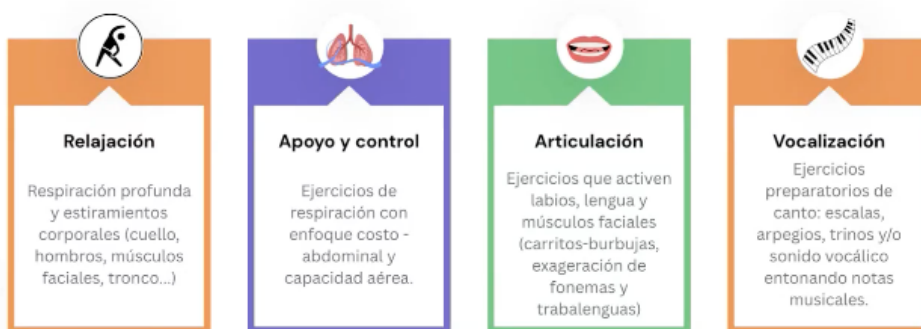 Relajación
Respiración profunda
y estiramientos
corporales (cuello,
hombros, músculos
faciales, tronco...)
Apoyo y control
Ejercicios de
respiración con
enfoque costo -
abdominal y
capacidad aérea.
Articulación
Ejercicios que activen
labios, lengua y
músculos faciales
(carritos-burbujas,
exageración de
fonemas y
trabalenguas)
Vocalización
Ejercicios
preparatorios de
canto: escalas,
arpegios, trinos y/o
sonido vocálico
entonando notas
musicales.